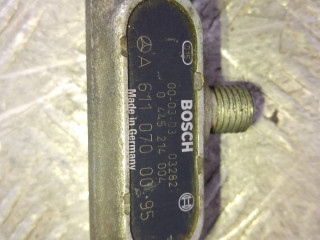 BOSCH
00-03-03 03282
0 445 214 004
A 611 070 00 95
Made in Germany